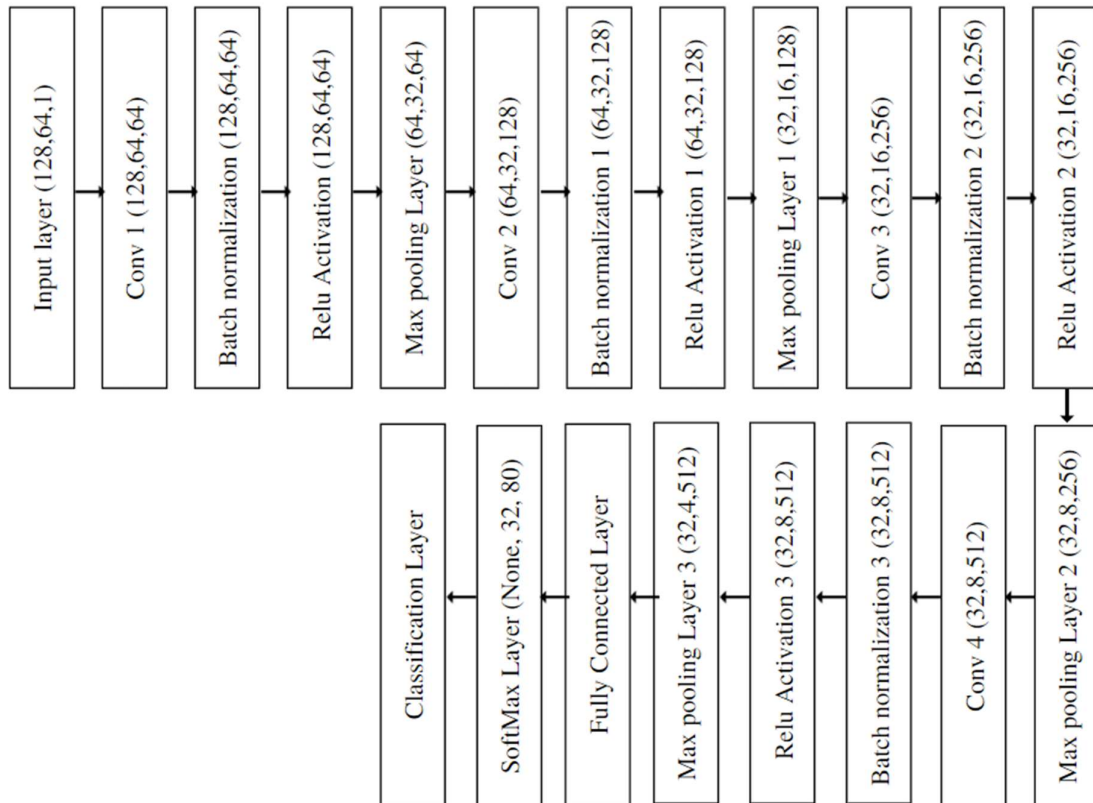 Input layer (128,64,1)
Conv 1 (128,64,64)
Batch normalization (128,64,64)
Relu Activation (128,64,64)
Max pooling Layer (64,32,64)
Conv 2 (64,32,128)
Batch normalization 1 (64,32,128)
Relu Activation 1 (64,32,128)
Max pooling Layer 1 (32,16,128)
Conv 3 (32,16,256)
Batch normalization 2 (32,16,256)
Relu Activation 2 (32,16,256)
Max pooling Layer 2 (32,8,256)
Conv 4 (32,8,512)
Batch normalization 3 (32,8,512)
Relu Activation 3 (32,8,512)
Max pooling Layer 3 (32,4,512)
Fully Connected Layer
SoftMax Layer (None, 32, 80)
Classification Layer